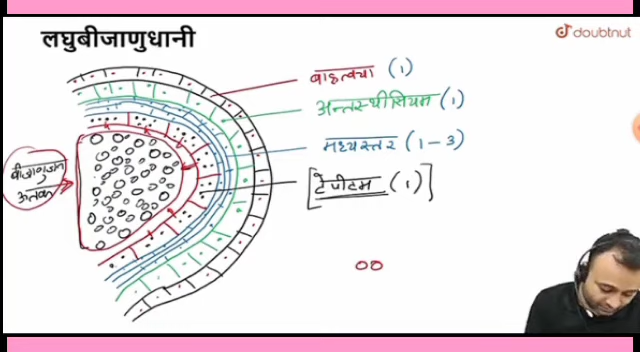 लघुबीजाणुधानी
doubtnut
बाह्यत्वचा (1)
अन्तस्थीसियम (1)
मध्यस्तर (1-3)
[टेपीटम (1)]
बीजाणुजन
ऊतक